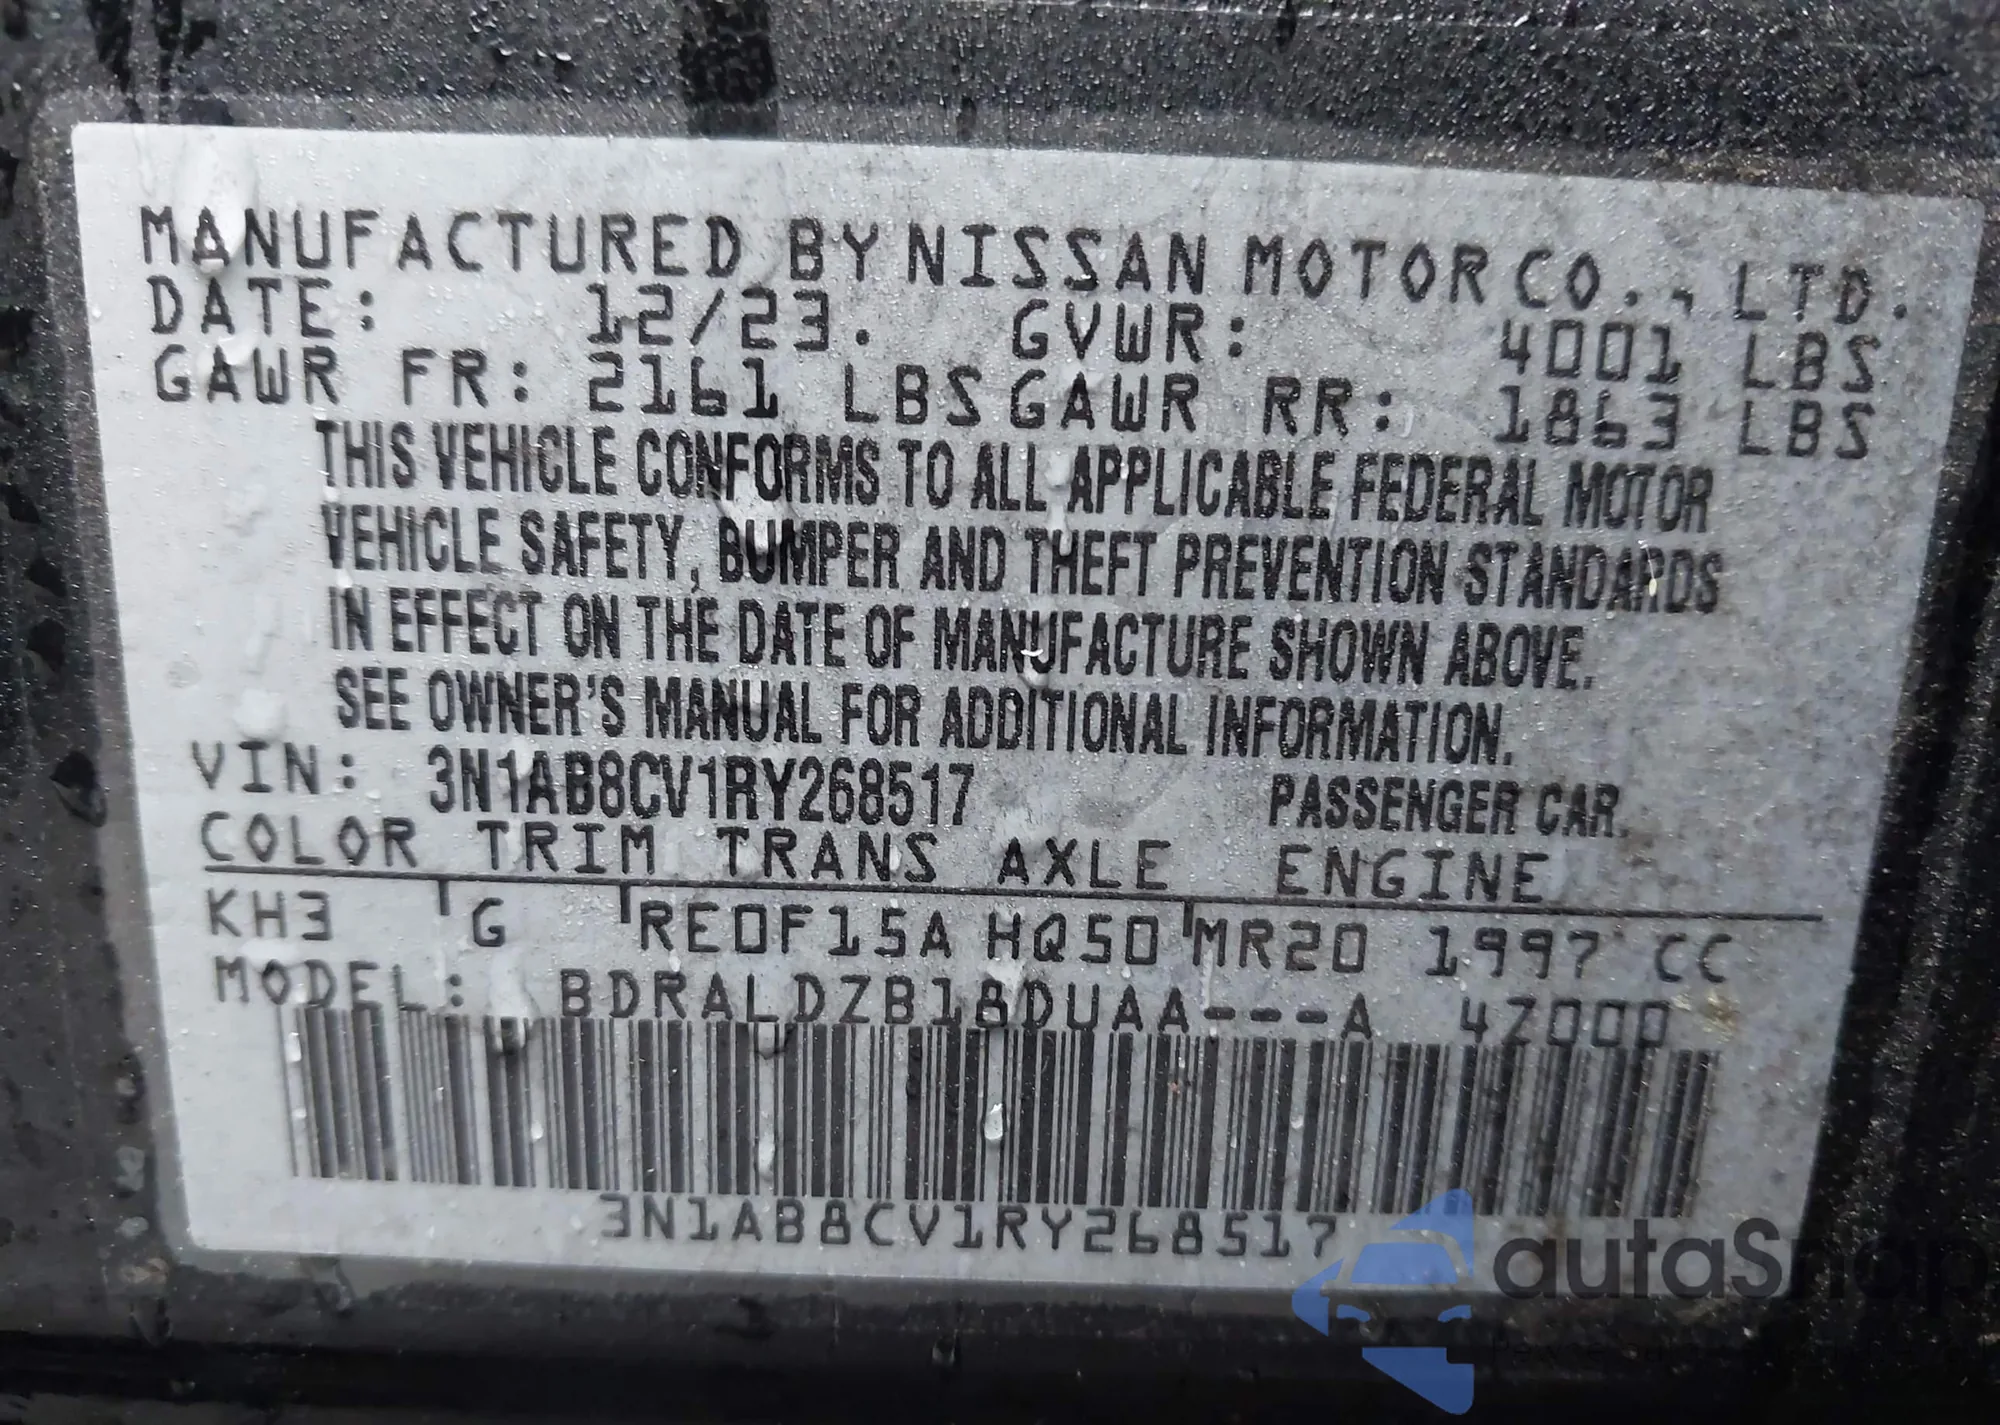 MANUFACTURED BY NISSAN MOTOR CO., LTD.
DATE: 12/23. GVWR: 4001 LBS
GAWR FR: 2161 LBS GAWR RR: 1863 LBS
THIS VEHICLE CONFORMS TO ALL APPLICABLE FEDERAL MOTOR
VEHICLE SAFETY, BUMPER AND THEFT PREVENTION STANDARDS
IN EFFECT ON THE DATE OF MANUFACTURE SHOWN ABOVE.
SEE OWNER'S MANUAL FOR ADDITIONAL INFORMATION.
VIN: 3N1AB8CV1RY268517 PASSENGER CAR.
COLOR TRIM TRANS AXLE ENGINE
KH3 G RE0F15A HQ50 MR20 1997 CC
MODEL: BDRALDZB18DUAA---A 4Z000
3N1AB8CV1RY268517
autaSnap